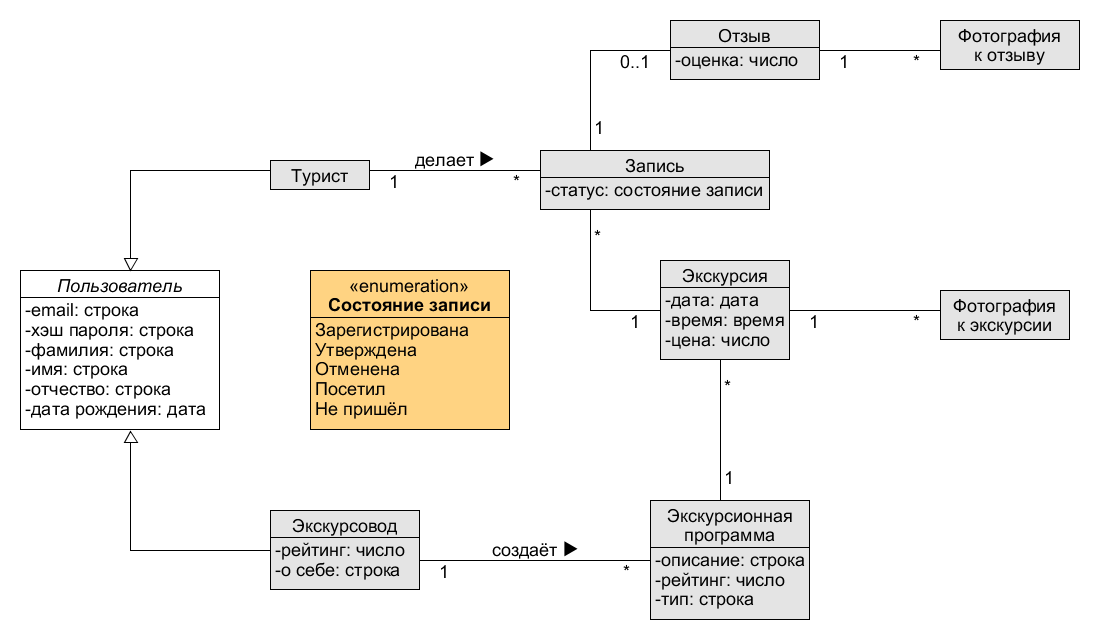 Отзыв
-оценка: число
0..1
1
*
Фотография
к отзыву
1
делает ▶
Турист
1
*
Запись
-статус: состояние записи
*
Пользователь
-email: строка
-хэш пароля: строка
-фамилия: строка
-имя: строка
-отчество: строка
-дата рождения: дата
«enumeration»
Состояние записи
Зарегистрирована
Утверждена
Отменена
Посетил
Не пришёл
Экскурсия
-дата: дата
-время: время
-цена: число
1
1
*
Фотография
к экскурсии
*
1
Экскурсовод
-рейтинг: число
-о себе: строка
создаёт ▶
1
*
Экскурсионная
программа
-описание: строка
-рейтинг: число
-тип: строка